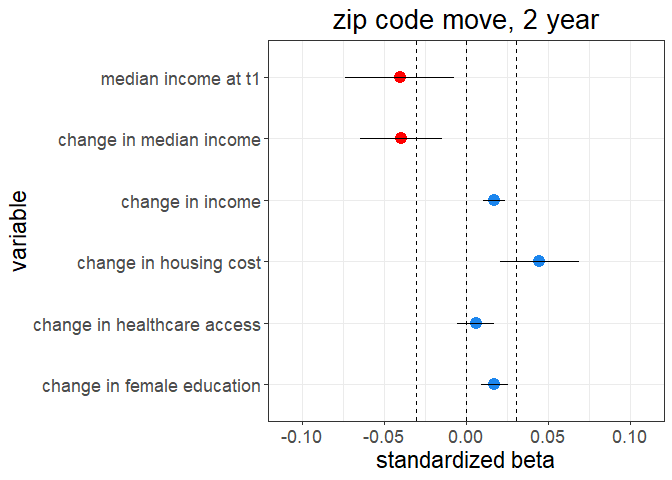 zip code move, 2 year
variable
median income at t1
change in median income
change in income
change in housing cost
change in healthcare access
change in female education
-0.10 -0.05 0.00 0.05 0.10
standardized beta